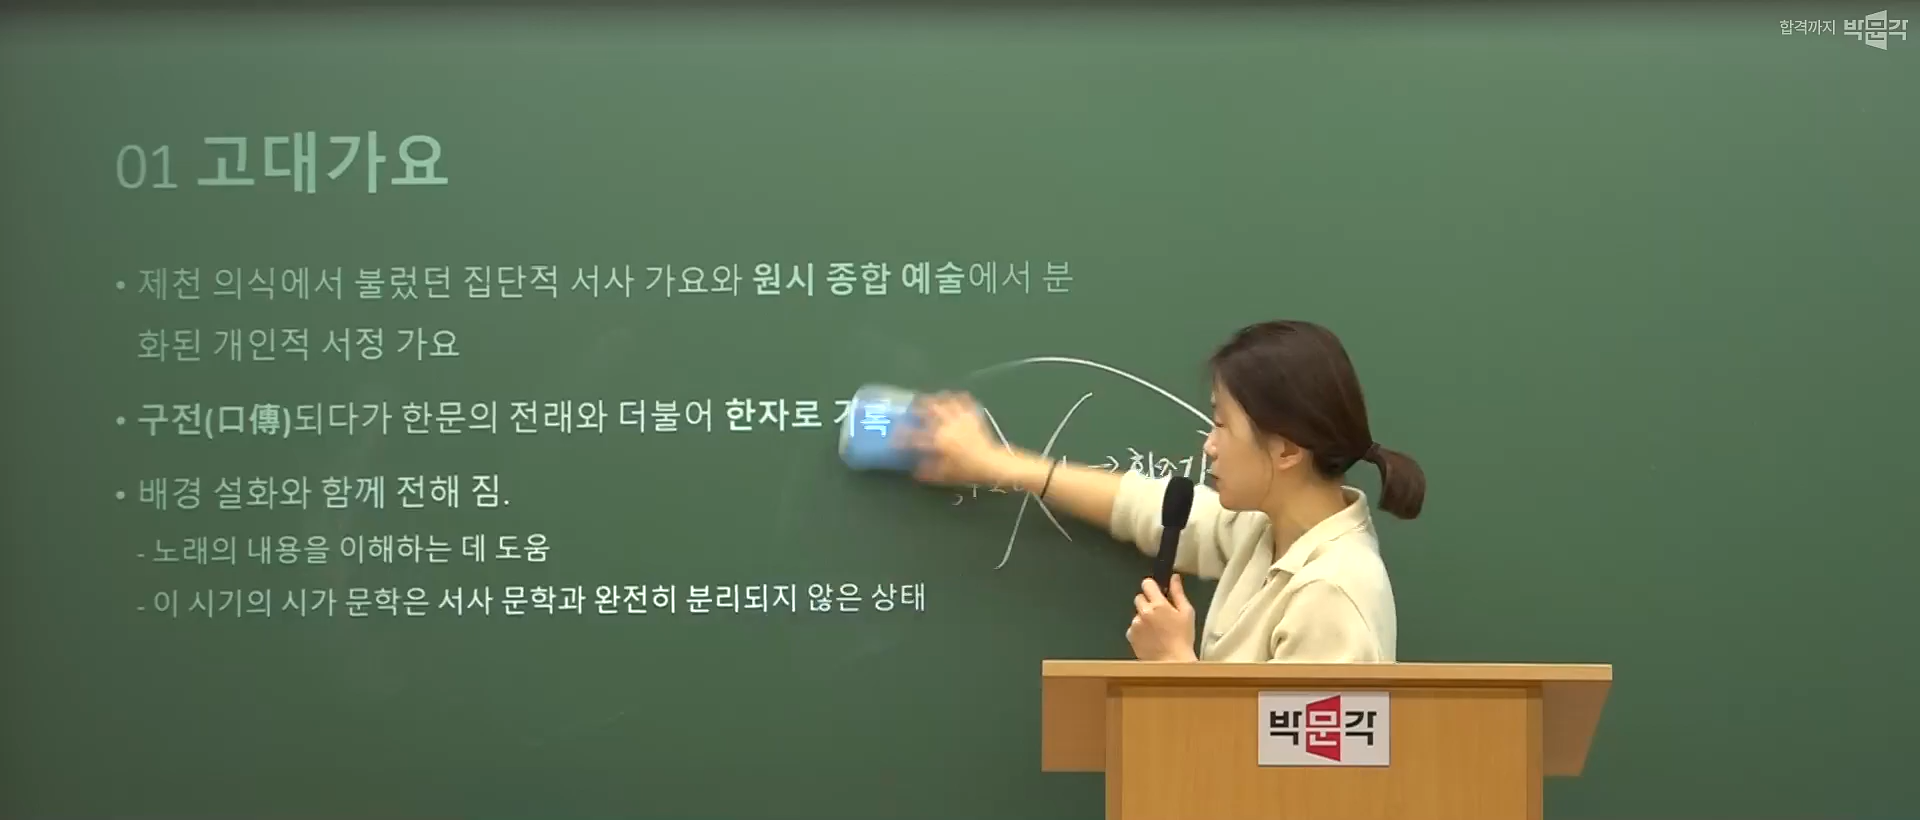 합격까지 박문각
01 고대가요
• 제천 의식에서 불렀던 집단적 서사 가요와 원시 종합 예술에서 분
화된 개인적 서정 가요
• 구전(口傳)되다가 한문의 전래와 더불어 한자로 기록
• 배경 설화와 함께 전해 짐.
- 노래의 내용을 이해하는 데 도움
- 이 시기의 시가 문학은 서사 문학과 완전히 분리되지 않은 상태
박문각